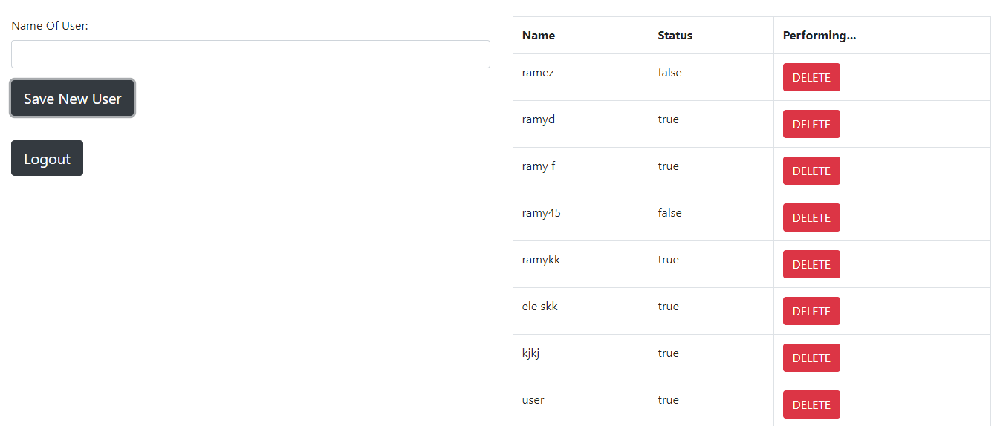 Name Of User:
Save New User
Logout
Name Status Performing...
ramez false DELETE
ramyd true DELETE
ramy f true DELETE
ramy45 false DELETE
ramykk true DELETE
ele skk true DELETE
kjkj true DELETE
user true DELETE